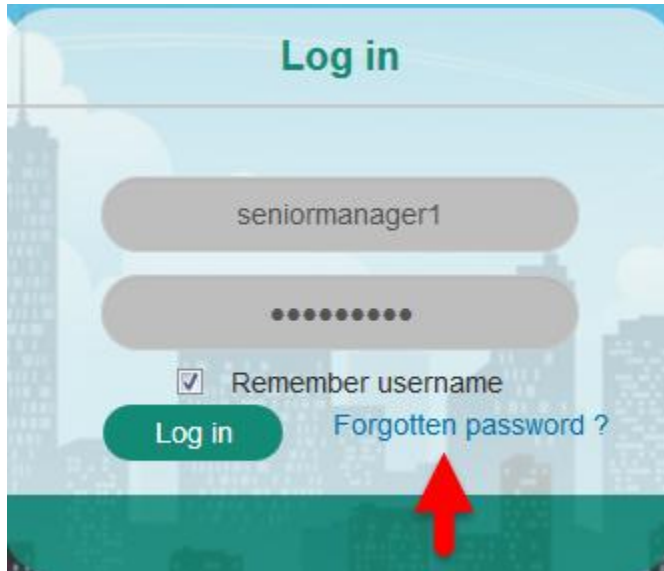 Log in
seniormanager1
●●●●●●●●●
Remember username
Log in
Forgotten password ?